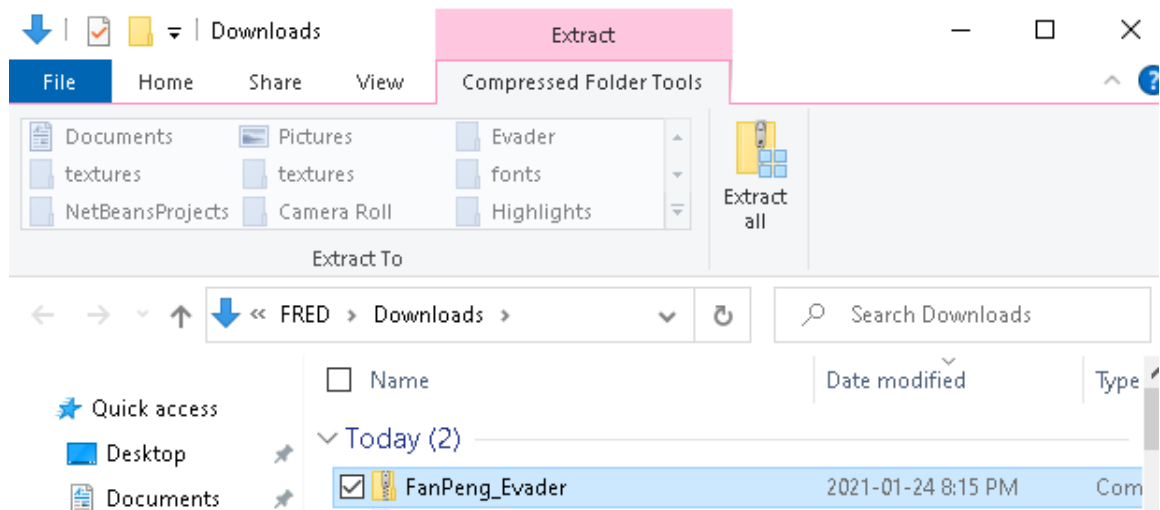 Downloads
Extract
File Home Share View Compressed Folder Tools
Documents Pictures Evader
textures textures fonts
NetBeansProjects Camera Roll Highlights
Extract all
Extract To
« FRED > Downloads >
Search Downloads
Name Date modified Type
Quick access
Today (2)
Desktop
FanPeng_Evader 2021-01-24 8:15 PM Com
Documents